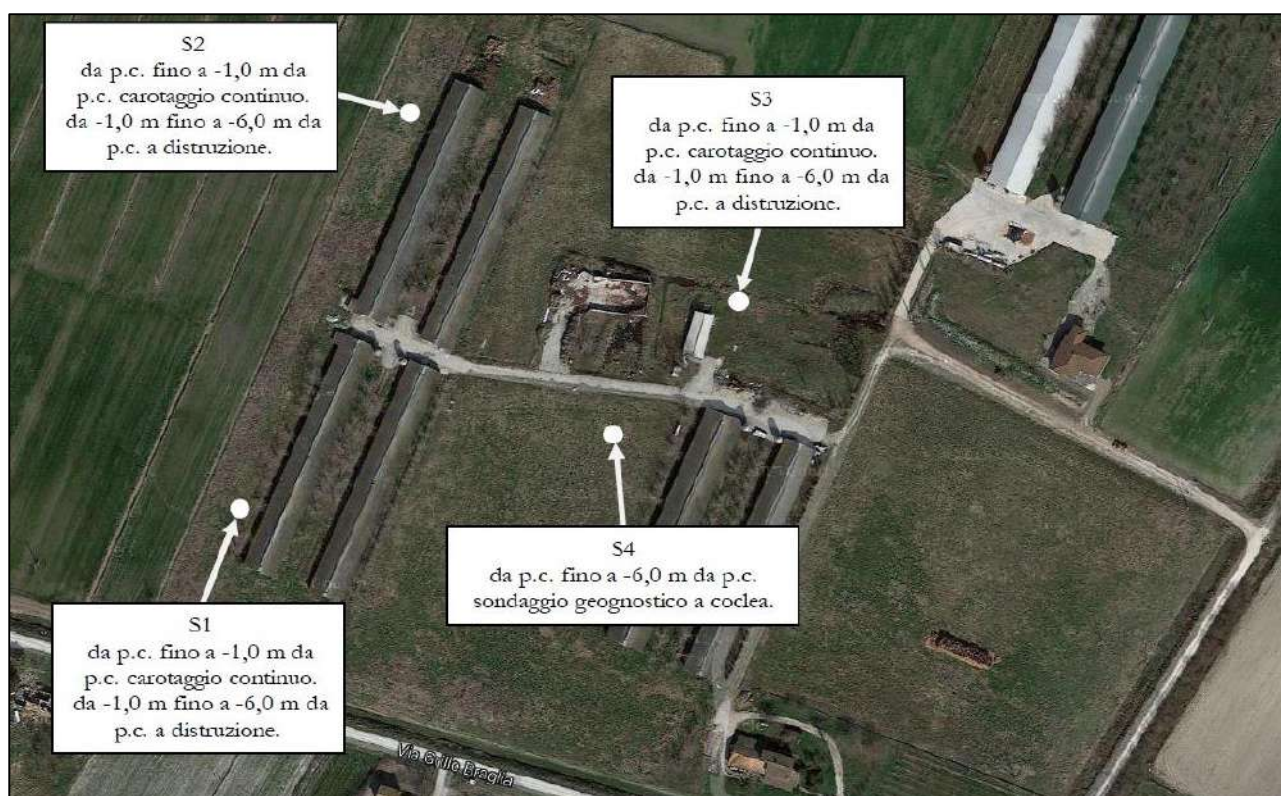 S2
da p.c. fino a -1,0 m da
p.c. carotaggio continuo.
da -1,0 m fino a -6,0 m da
p.c. a distruzione.
S3
da p.c. fino a -1,0 m da
p.c. carotaggio continuo.
da -1,0 m fino a -6,0 m da
p.c. a distruzione.
S4
da p.c. fino a -6,0 m da p.c.
sondaggio geognostico a coclea.
S1
da p.c. fino a -1,0 m da
p.c. carotaggio continuo.
da -1,0 m fino a -6,0 m da
p.c. a distruzione.
Via Grillo Braglia